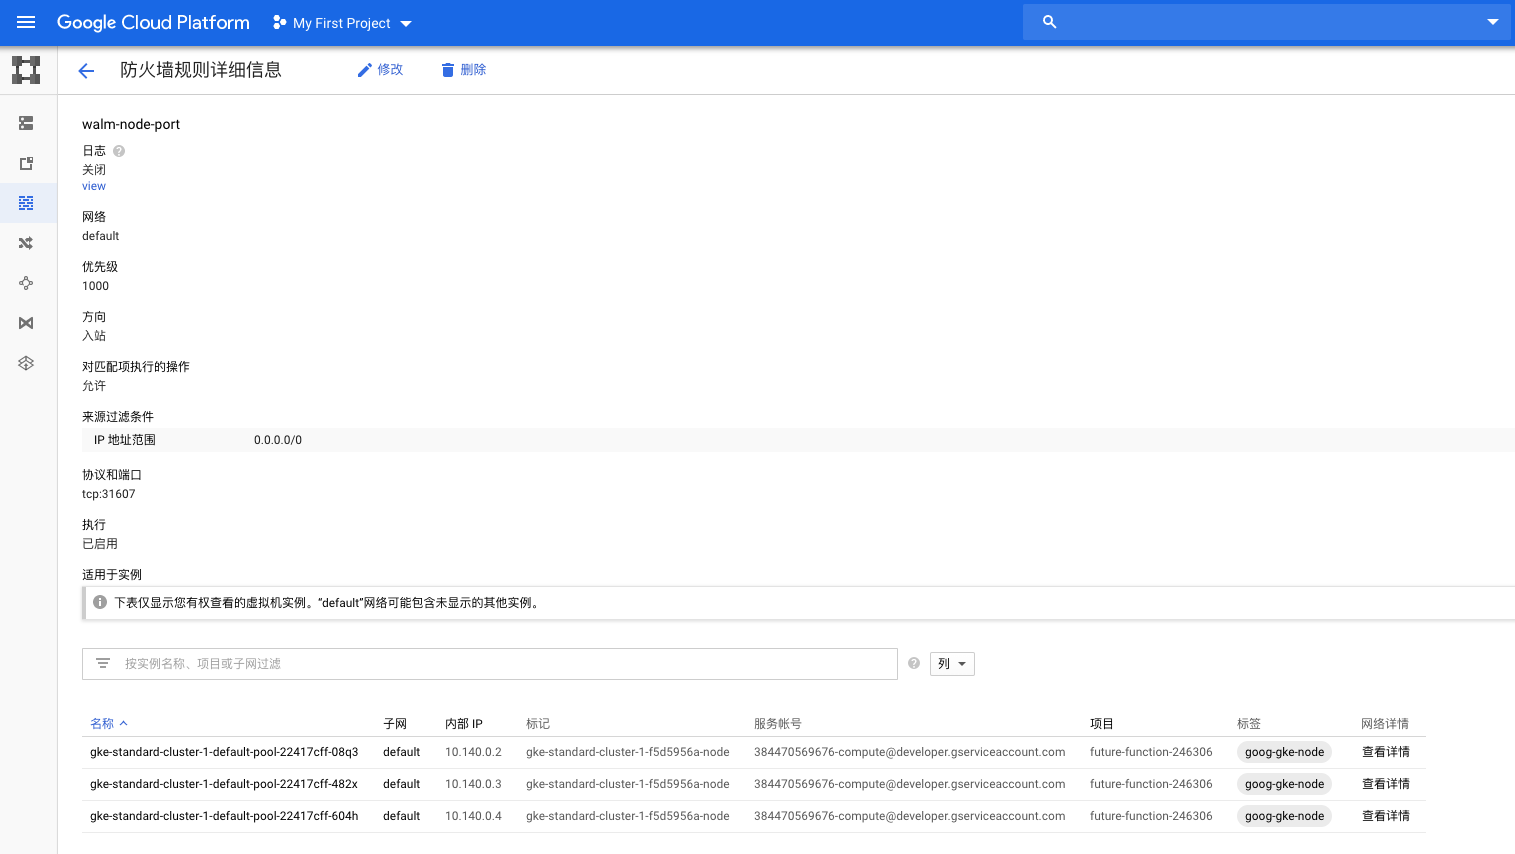 Google Cloud Platform My First Project
防火墙规则详细信息 修改 删除
walm-node-port
日志
关闭
view
网络
default
优先级
1000
方向
入站
对匹配项执行的操作
允许
来源过滤条件
IP 地址范围 0.0.0.0/0
协议和端口
tcp:31607
执行
已启用
适用于实例
下表仅显示您有权查看的虚拟机实例。“default”网络可能包含未显示的其他实例。
按实例名称、项目或子网过滤 列
名称 子网 内部 IP 标记 服务帐号 项目 标签 网络详情
gke-standard-cluster-1-default-pool-22417cff-08q3 default 10.140.0.2 gke-standard-cluster-1-f5d5956a-node 384470569676-compute@developer.gserviceaccount.com future-function-246306 goog-gke-node 查看详情
gke-standard-cluster-1-default-pool-22417cff-482x default 10.140.0.3 gke-standard-cluster-1-f5d5956a-node 384470569676-compute@developer.gserviceaccount.com future-function-246306 goog-gke-node 查看详情
gke-standard-cluster-1-default-pool-22417cff-604h default 10.140.0.4 gke-standard-cluster-1-f5d5956a-node 384470569676-compute@developer.gserviceaccount.com future-function-246306 goog-gke-node 查看详情